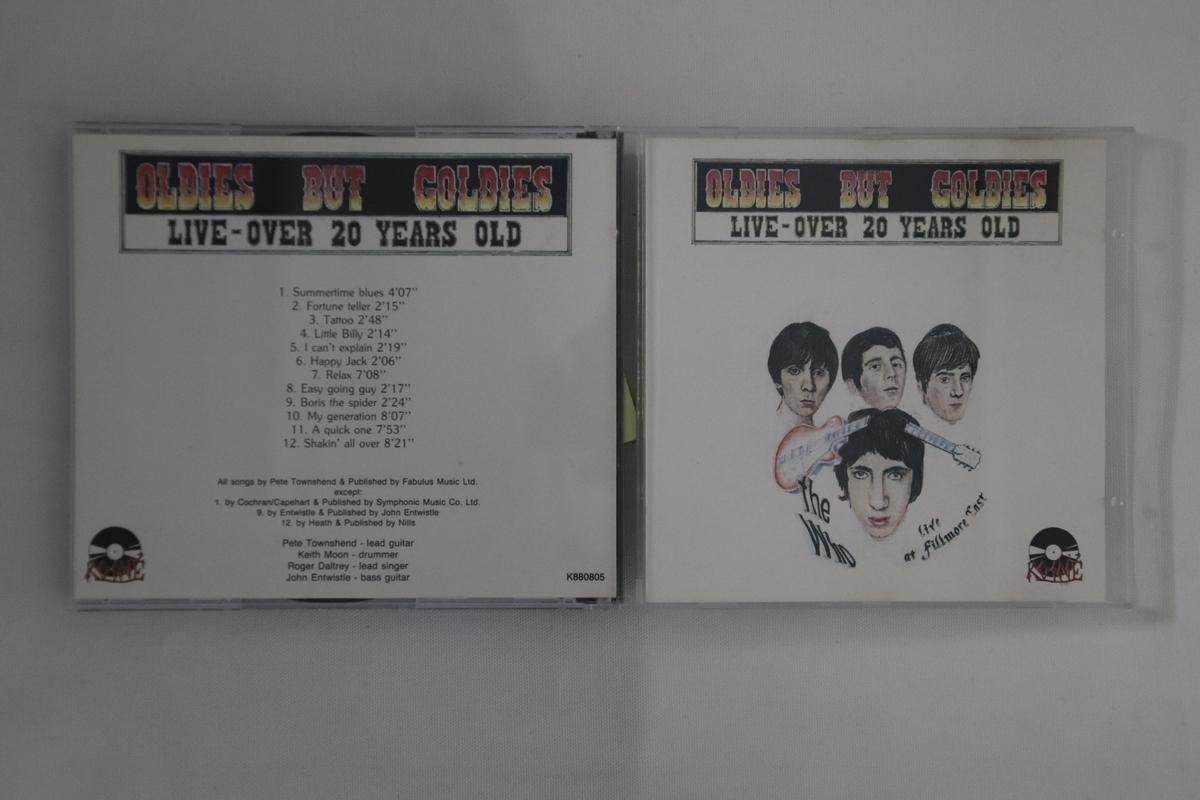 OLDIES BUT GOLDIES
LIVE-OVER 20 YEARS OLD
1. Summertime blues 4'07''
2. Fortune teller 2'15''
3. Tattoo 2'48''
4. Little Billy 2'14''
5. I can't explain 2'19''
6. Happy Jack 2'06''
7. Relax 7'08''
8. Easy going guy 2'17''
9. Boris the spider 2'24''
10. My generation 8'07''
11. A quick one 7'53''
12. Shakin' all over 8'21''
All songs by Pete Townshend & Published by Fabulus Music Ltd.
except:
1. by Cochran/Capehart & Published by Symphonic Music Co. Ltd.
9. by Entwistle & Published by John Entwistle
12. by Heath & Published by Nills
Pete Townshend - lead guitar
Keith Moon - drummer
Roger Daltrey - lead singer
John Entwistle - bass guitar
K880805
OLDIES BUT GOLDIES
LIVE-OVER 20 YEARS OLD
the
Who
Live
at Fillmore East